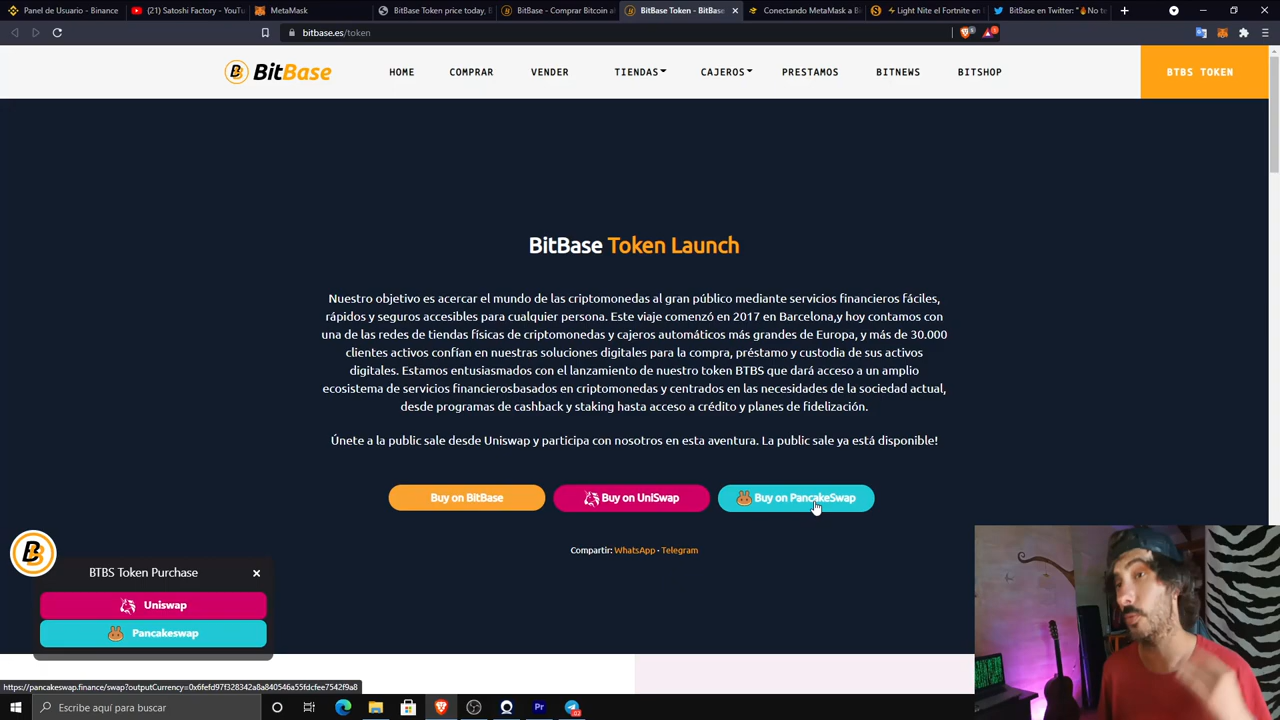 Panel de Usuario - Binance
(21) Satoshi Factory - YouTu
MetaMask
BitBase Token price today, B
BitBase - Comprar Bitcoin al
BitBase Token - BitBase
Conectando MetaMask a Bi
Light Nite el Fortnite en
BitBase en Twitter: "🔥No te
bitbase.es/token
BitBase
HOME
COMPRAR
VENDER
TIENDAS
CAJEROS
PRESTAMOS
BITNEWS
BITSHOP
BTBS TOKEN
BitBase Token Launch
Nuestro objetivo es acercar el mundo de las criptomonedas al gran público mediante servicios financieros fáciles,
rápidos y seguros accesibles para cualquier persona. Este viaje comenzó en 2017 en Barcelona,y hoy contamos con
una de las redes de tiendas físicas de criptomonedas y cajeros automáticos más grandes de Europa, y más de 30.000
clientes activos confían en nuestras soluciones digitales para la compra, préstamo y custodia de sus activos
digitales. Estamos entusiasmados con el lanzamiento de nuestro token BTBS que dará acceso a un amplio
ecosistema de servicios financierosbasados en criptomonedas y centrados en las necesidades de la sociedad actual,
desde programas de cashback y staking hasta acceso a crédito y planes de fidelización.
Únete a la public sale desde Uniswap y participa con nosotros en esta aventura. La public sale ya está disponible!
Buy on BitBase
Buy on UniSwap
Buy on PancakeSwap
Compartir: WhatsApp · Telegram
BTBS Token Purchase
Uniswap
Pancakeswap
https://pancakeswap.finance/swap?outputCurrency=0x6fefd97f328342a8a840546a55fdcfee7542f9a8
Escribe aquí para buscar